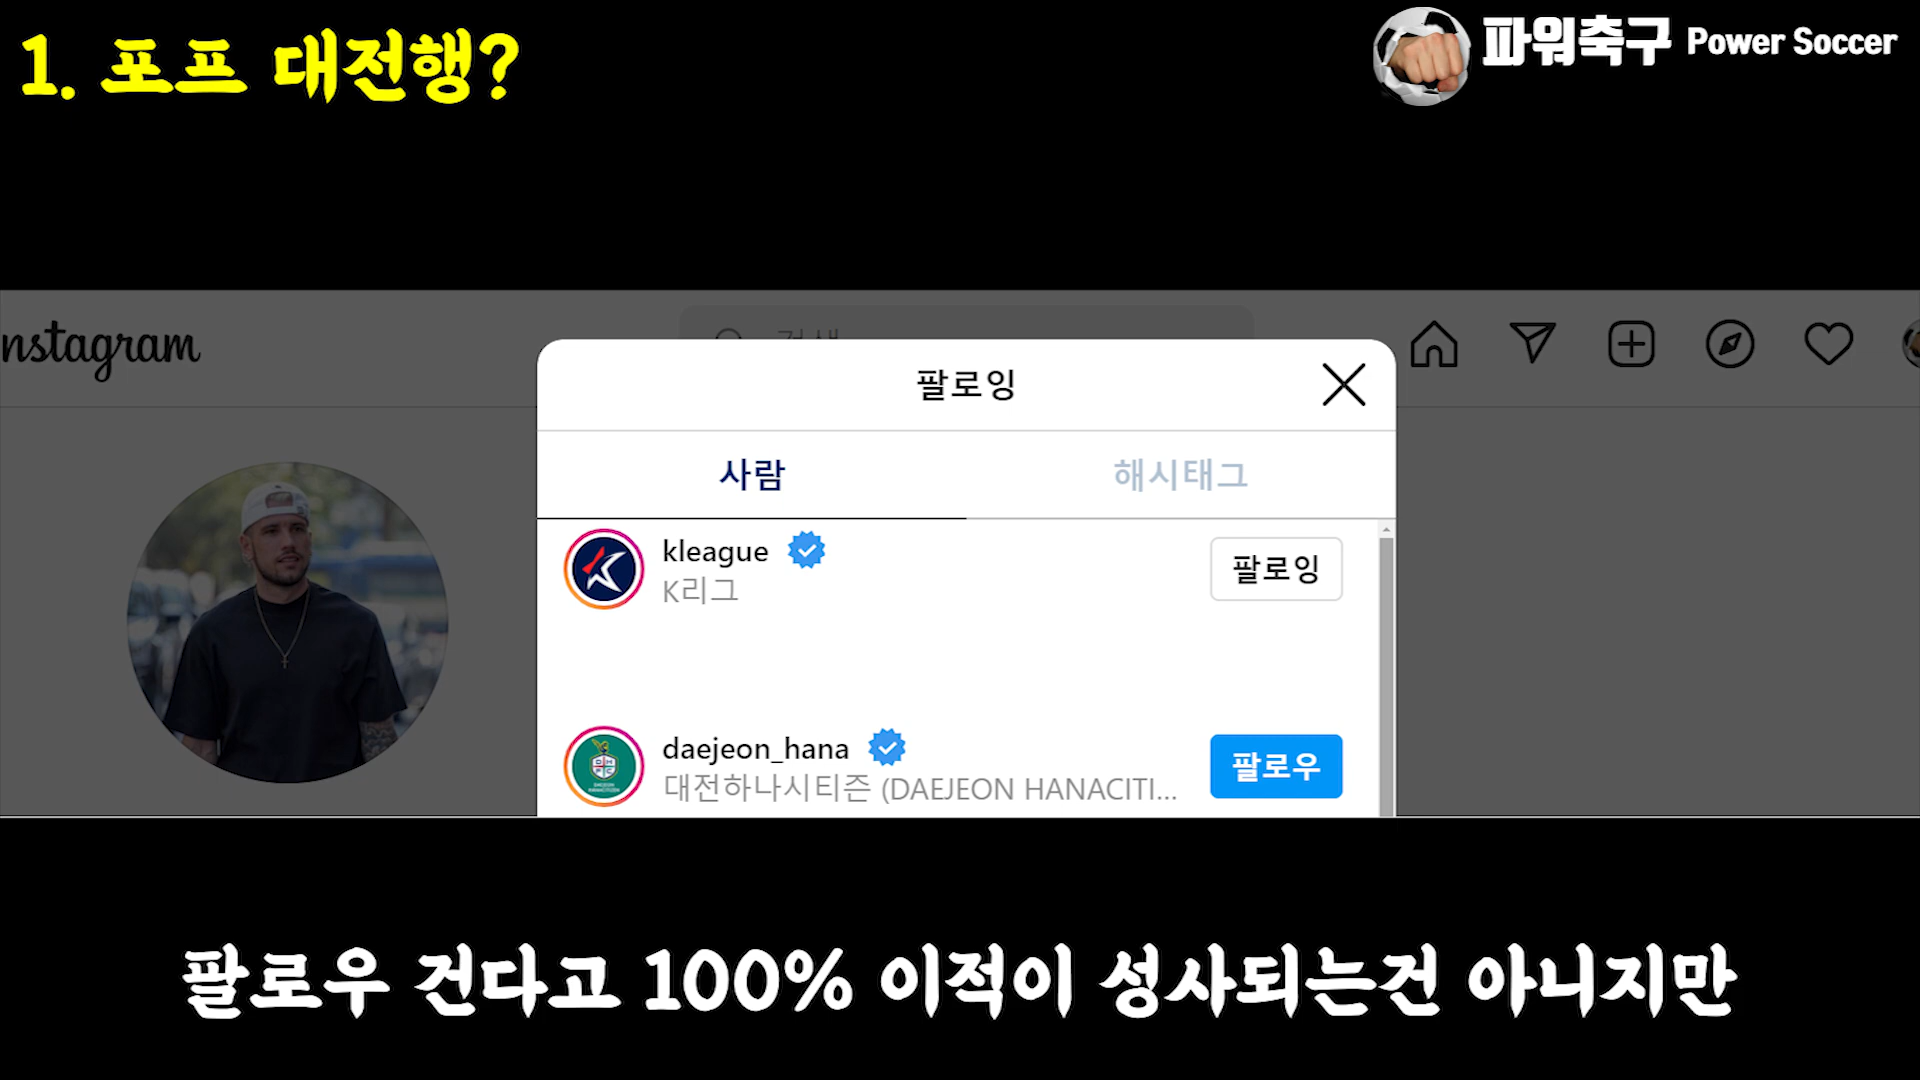 1. 포프 대전행?
파워축구 Power Soccer
nstagram
팔로잉
사람
해시태그
kleague
K리그
팔로잉
daejeon_hana
대전하나시티즌 (DAEJEON HANACITI...
팔로우
팔로우 건다고 100% 이적이 성사되는건 아니지만